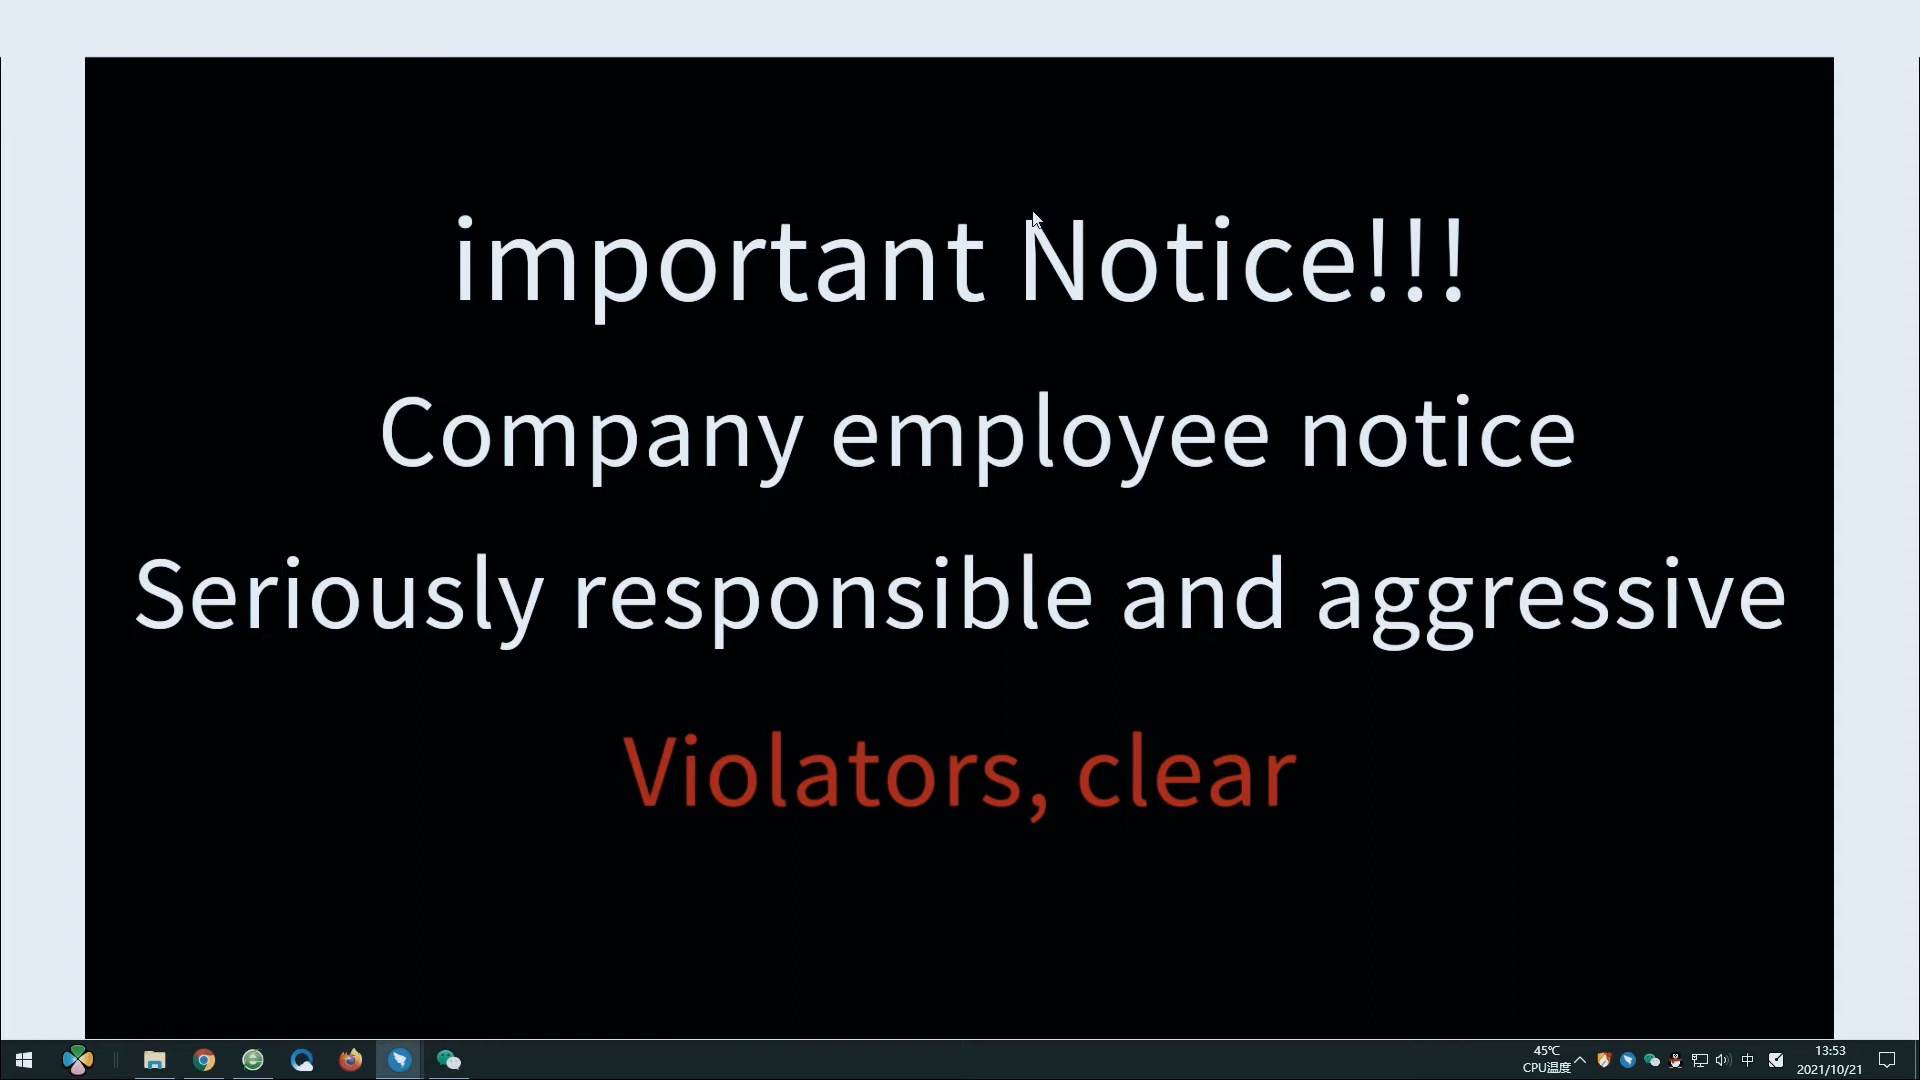 important Notice!!!
Company employee notice
Seriously responsible and aggressive
Violators, clear
45℃
CPU温度
中
13:53
2021/10/21